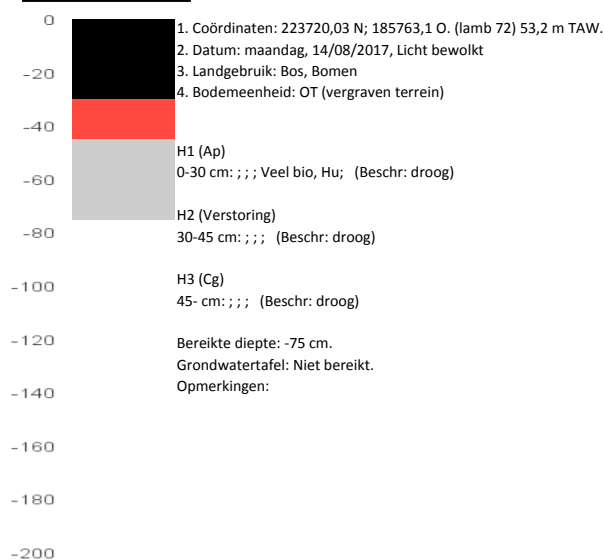 0
-20
-40
-60
-80
-100
-120
-140
-160
-180
-200
1. Coördinaten: 223720,03 N; 185763,1 O. (lamb 72) 53,2 m TAW.
2. Datum: maandag, 14/08/2017, Licht bewolkt
3. Landgebruik: Bos, Bomen
4. Bodemeenheid: OT (vergraven terrein)
H1 (Ap)
0-30 cm: ; ; ; Veel bio, Hu; (Beschr: droog)
H2 (Verstoring)
30-45 cm: ; ; ; (Beschr: droog)
H3 (Cg)
45- cm: ; ; ; (Beschr: droog)
Bereikte diepte: -75 cm.
Grondwatertafel: Niet bereikt.
Opmerkingen: